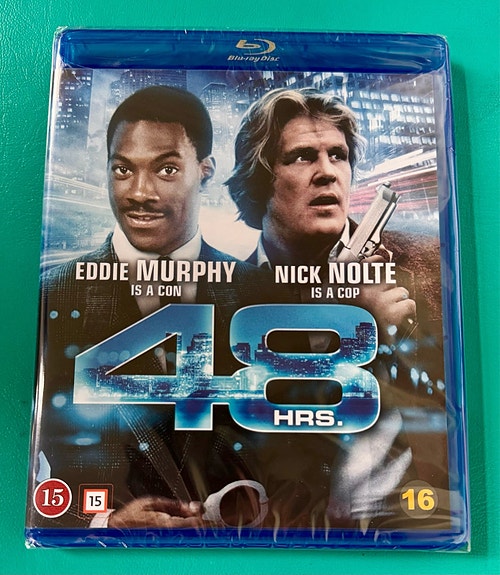 Blu-ray Disc
EDDIE MURPHY NICK NOLTE
IS A CON IS A COP
48
HRS.
15 15 16